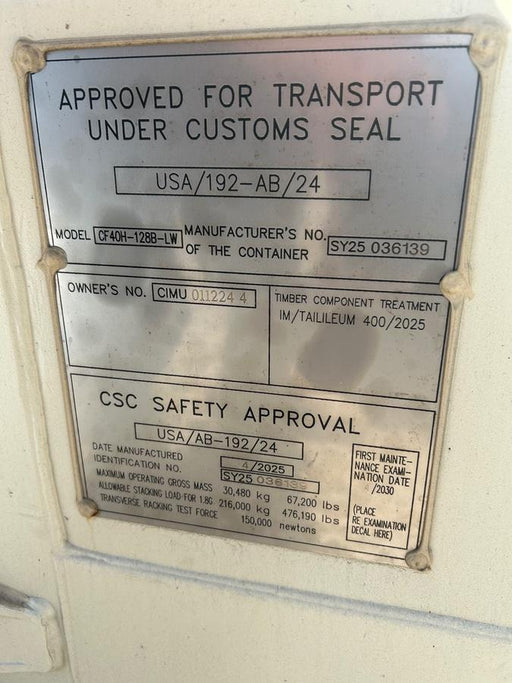 APPROVED FOR TRANSPORT
UNDER CUSTOMS SEAL
USA/192-AB/24
MODEL CF40H-128B-LW MANUFACTURER'S NO. OF THE CONTAINER SY25 036139
OWNER'S NO. CIMU 011224 4
TIMBER COMPONENT TREATMENT
IM/TAILILEUM 400/2025
CSC SAFETY APPROVAL
USA/AB-192/24
DATE MANUFACTURED 4/2025
IDENTIFICATION NO. SY25 036139
MAXIMUM OPERATING GROSS MASS 30,480 kg 67,200 lbs
ALLOWABLE STACKING LOAD FOR 1.8G 216,000 kg 476,190 lbs
TRANSVERSE RACKING TEST FORCE 150,000 newtons
FIRST MAINTE-
NANCE EXAMI-
NATION DATE
/2030
(PLACE
RE EXAMINATION
DECAL HERE)